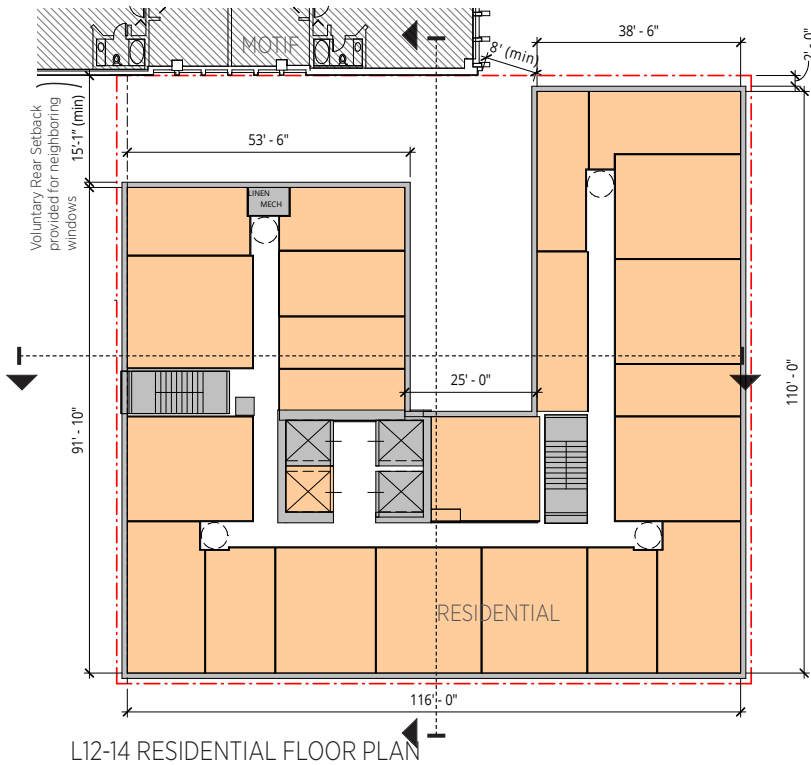 MOTIF
8' (min)
38' - 6"
2' - 0"
Voluntary Rear Setback
provided for neighboring
windows
15'-1" (min)
53' - 6"
LINEN
MECH
25' - 0"
91' - 10"
110' - 0"
RESIDENTIAL
116' - 0"
L12-14 RESIDENTIAL FLOOR PLAN